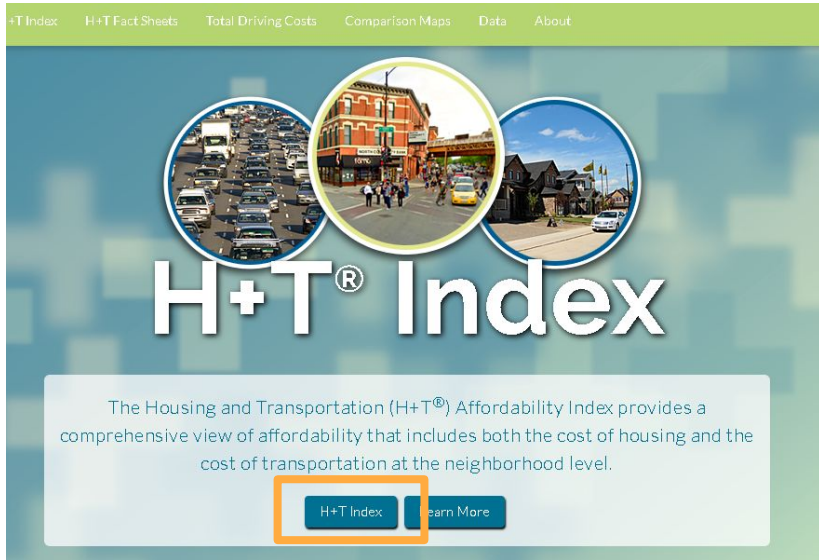 +T Index H+T Fact Sheets Total Driving Costs Comparison Maps Data About
H+T® Index
The Housing and Transportation (H+T®) Affordability Index provides a
comprehensive view of affordability that includes both the cost of housing and the
cost of transportation at the neighborhood level.
H+T Index Learn More